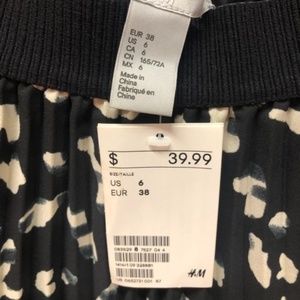 EUR 38
US 6
CA 6
CN 165/72A
MX 6
Made in
China
Fabriqué en
Chine
$ 39.99
SIZE/TAILLE
US 6
EUR 38
H&M